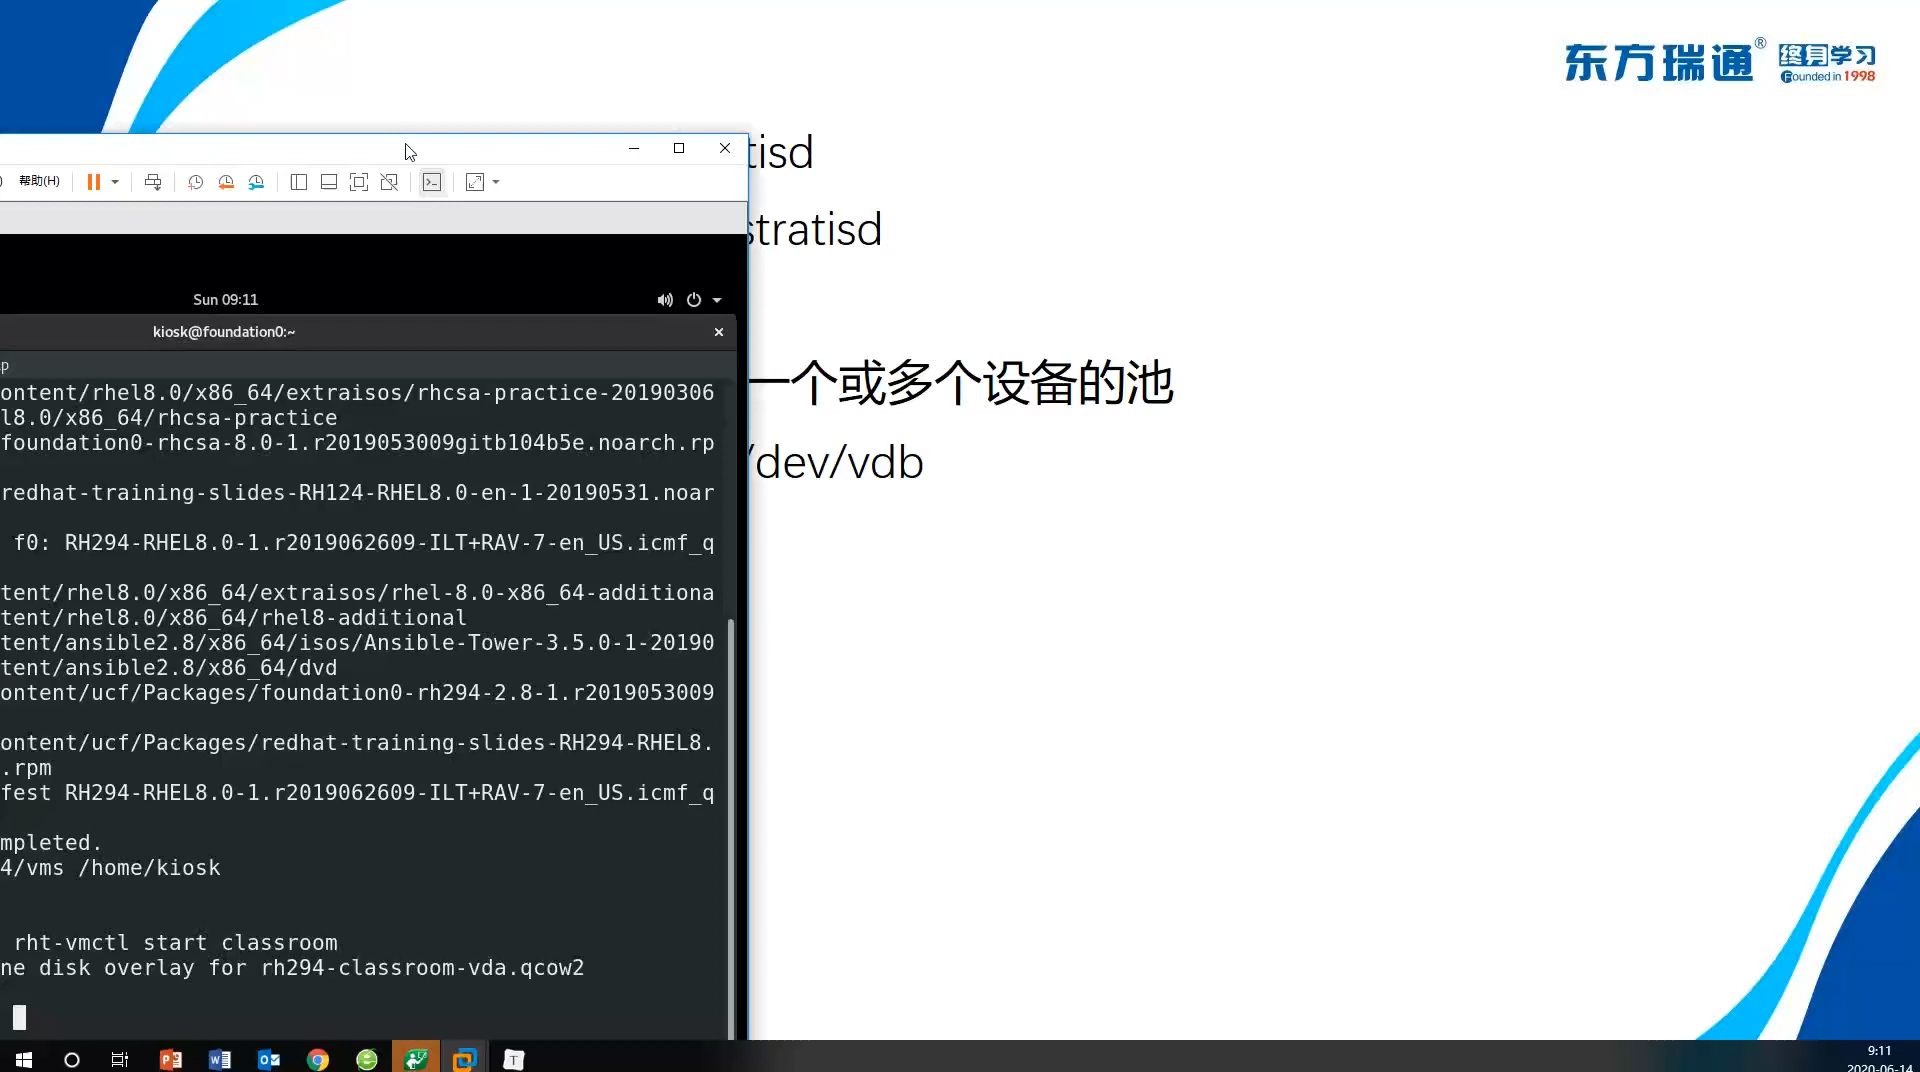 东方瑞通® 终身学习
Founded in 1998
tisd
stratisd
一个或多个设备的池
/dev/vdb
) 帮助(H)
Sun 09:11
kiosk@foundation0:~
p
ontent/rhel8.0/x86_64/extraisos/rhcsa-practice-20190306
l8.0/x86_64/rhcsa-practice
foundation0-rhcsa-8.0-1.r2019053009gitb104b5e.noarch.rp
redhat-training-slides-RH124-RHEL8.0-en-1-20190531.noar
f0: RH294-RHEL8.0-1.r2019062609-ILT+RAV-7-en_US.icmf_q
tent/rhel8.0/x86_64/extraisos/rhel-8.0-x86_64-additiona
tent/rhel8.0/x86_64/rhel8-additional
tent/ansible2.8/x86_64/isos/Ansible-Tower-3.5.0-1-20190
tent/ansible2.8/x86_64/dvd
ontent/ucf/Packages/foundation0-rh294-2.8-1.r2019053009
ontent/ucf/Packages/redhat-training-slides-RH294-RHEL8.
.rpm
fest RH294-RHEL8.0-1.r2019062609-ILT+RAV-7-en_US.icmf_q
mpleted.
4/vms /home/kiosk
rht-vmctl start classroom
ne disk overlay for rh294-classroom-vda.qcow2
9:11
2020-06-14